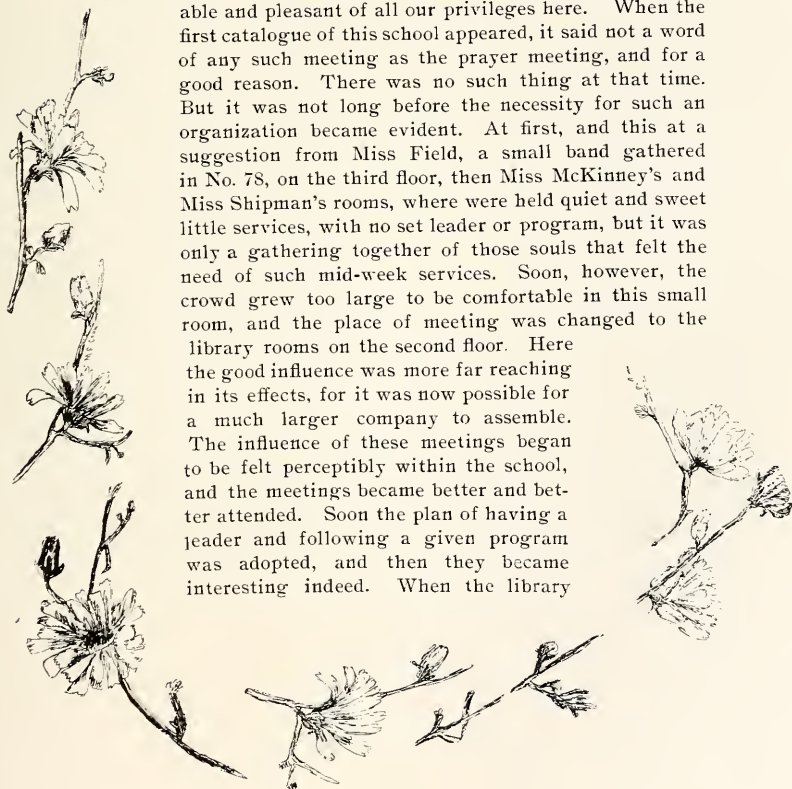 able and pleasant of all our privileges here. When the
first catalogue of this school appeared, it said not a word
of any such meeting as the prayer meeting, and for a
good reason. There was no such thing at that time.
But it was not long before the necessity for such an
organization became evident. At first, and this at a
suggestion from Miss Field, a small band gathered
in No. 78, on the third floor, then Miss McKinney's and
Miss Shipman's rooms, where were held quiet and sweet
little services, with no set leader or program, but it was
only a gathering together of those souls that felt the
need of such mid-week services. Soon, however, the
crowd grew too large to be comfortable in this small
room, and the place of meeting was changed to the
library rooms on the second floor. Here
the good influence was more far reaching
in its effects, for it was now possible for
a much larger company to assemble.
The influence of these meetings began
to be felt perceptibly within the school,
and the meetings became better and bet-
ter attended. Soon the plan of having a
leader and following a given program
was adopted, and then they became
interesting indeed. When the library